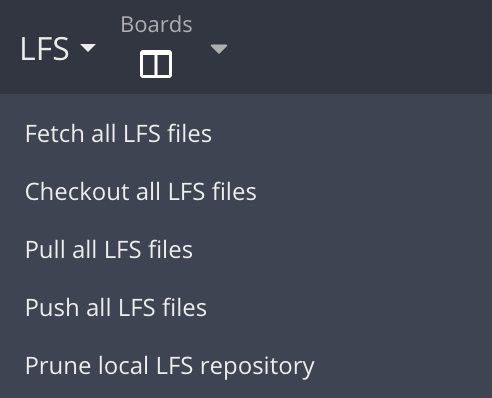 LFS
Boards
Fetch all LFS files
Checkout all LFS files
Pull all LFS files
Push all LFS files
Prune local LFS repository